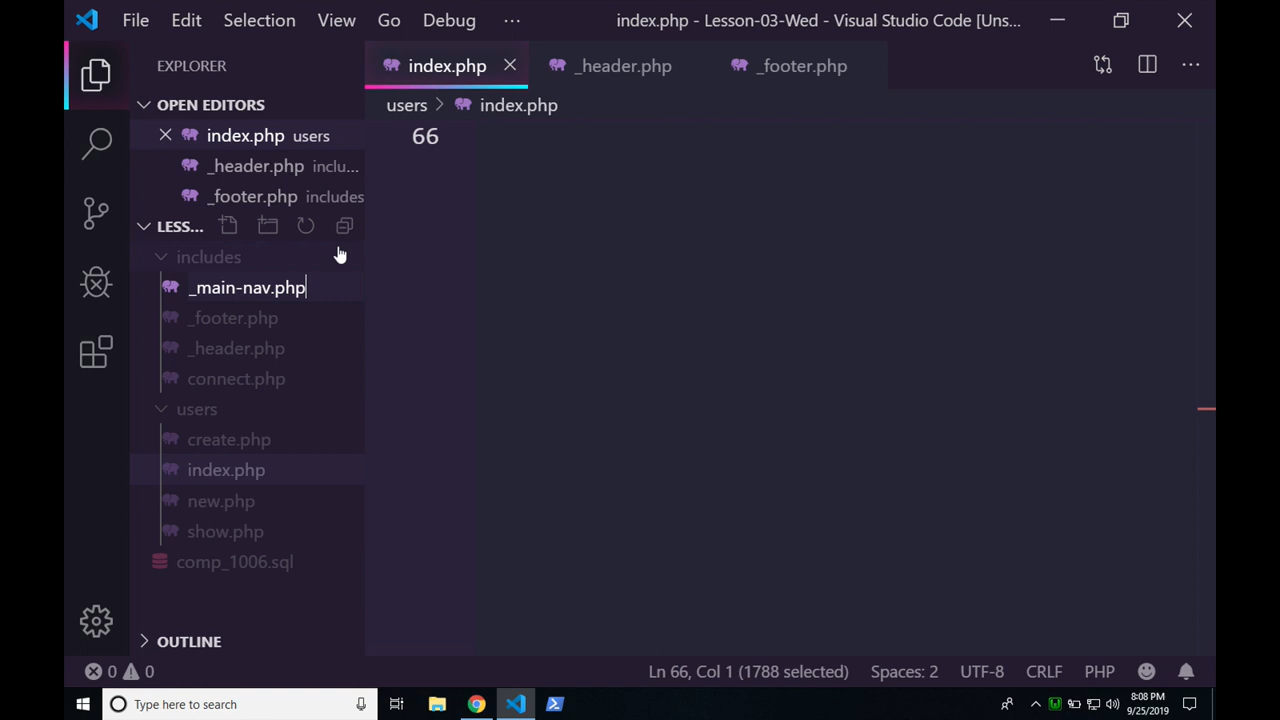 File Edit Selection View Go Debug ··· index.php - Lesson-03-Wed - Visual Studio Code [Uns...
EXPLORER
index.php _header.php _footer.php ···
OPEN EDITORS
users > index.php
index.php users
66
_header.php inclu...
_footer.php includes
LESS...
includes
_main-nav.php
_footer.php
_header.php
connect.php
users
create.php
index.php
new.php
show.php
comp_1006.sql
OUTLINE
0 0 Ln 66, Col 1 (1788 selected) Spaces: 2 UTF-8 CRLF PHP
Type here to search
8:08 PM
9/25/2019